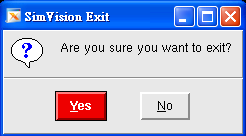 SimVision Exit
Are you sure you want to exit?
Yes
No